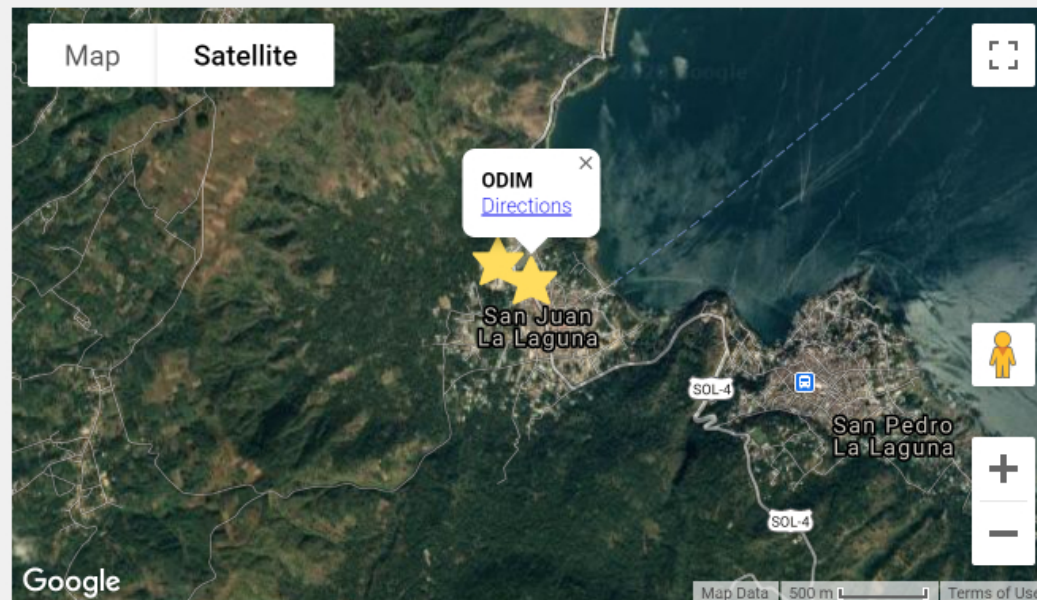 Map
Satellite
ODIM
Directions
San Juan
La Laguna
SOL-4
San Pedro
La Laguna
SOL-4
Google
Map Data
500 m
Terms of Use